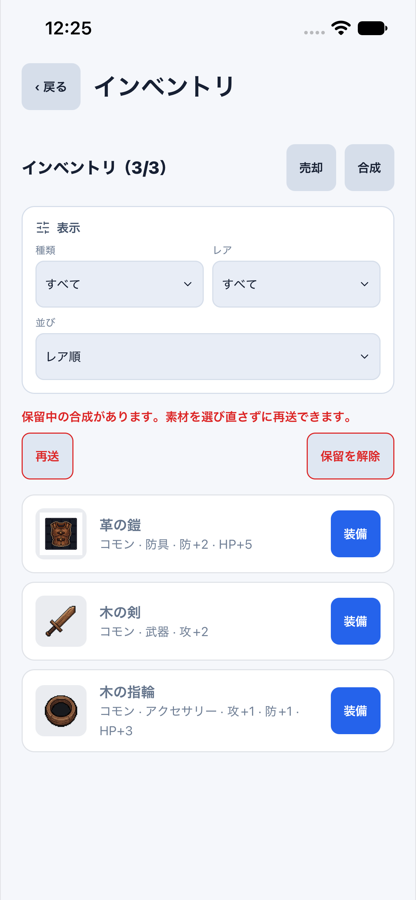 12:25
‹ 戻る
インベントリ
インベントリ（3/3）
売却
合成
表示
種類
レア
すべて
すべて
並び
レア順
保留中の合成があります。素材を選び直さずに再送できます。
再送
保留を解除
革の鎧
コモン · 防具 · 防+2 · HP+5
装備
木の剣
コモン · 武器 · 攻+2
装備
木の指輪
コモン · アクセサリー · 攻+1 · 防+1 ·
HP+3
装備